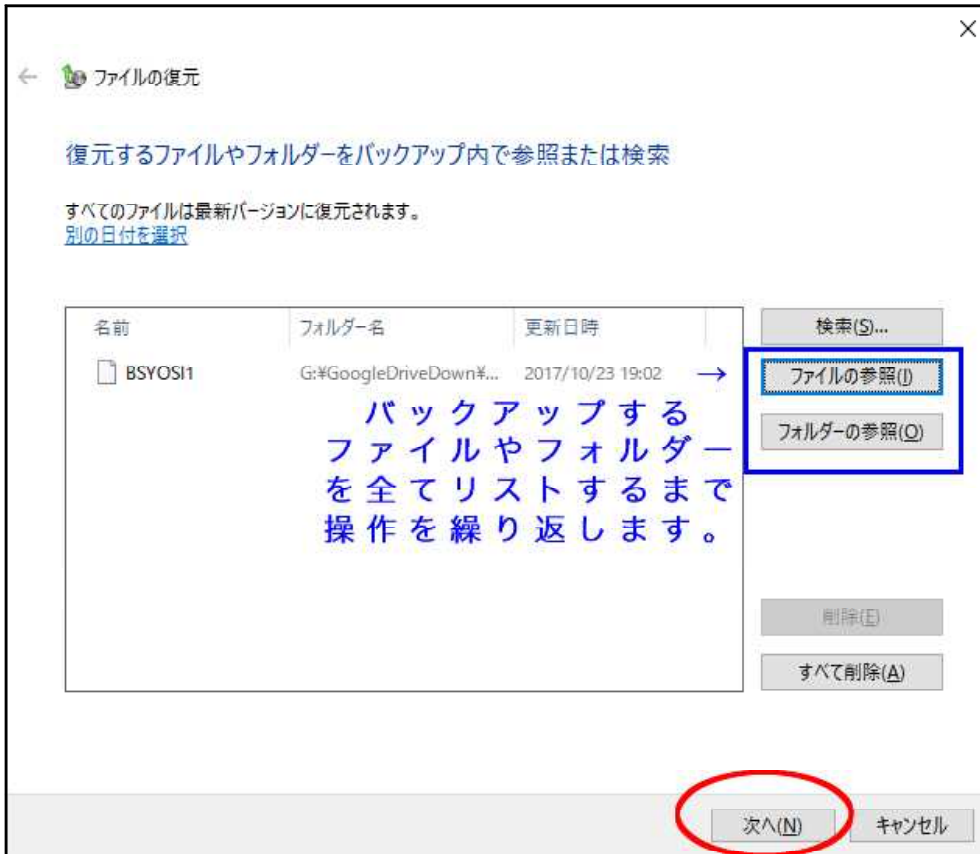 ファイルの復元
復元するファイルやフォルダーをバックアップ内で参照または検索
すべてのファイルは最新バージョンに復元されます。
別の日付を選択
名前 フォルダー名 更新日時
検索(S)...
BSYOSI1 G:¥GoogleDriveDown¥... 2017/10/23 19:02 →
ファイルの参照(I)
フォルダーの参照(O)
バックアップする
ファイルやフォルダー
を全てリストするまで
操作を繰り返します。
削除(E)
すべて削除(A)
次へ(N) キャンセル